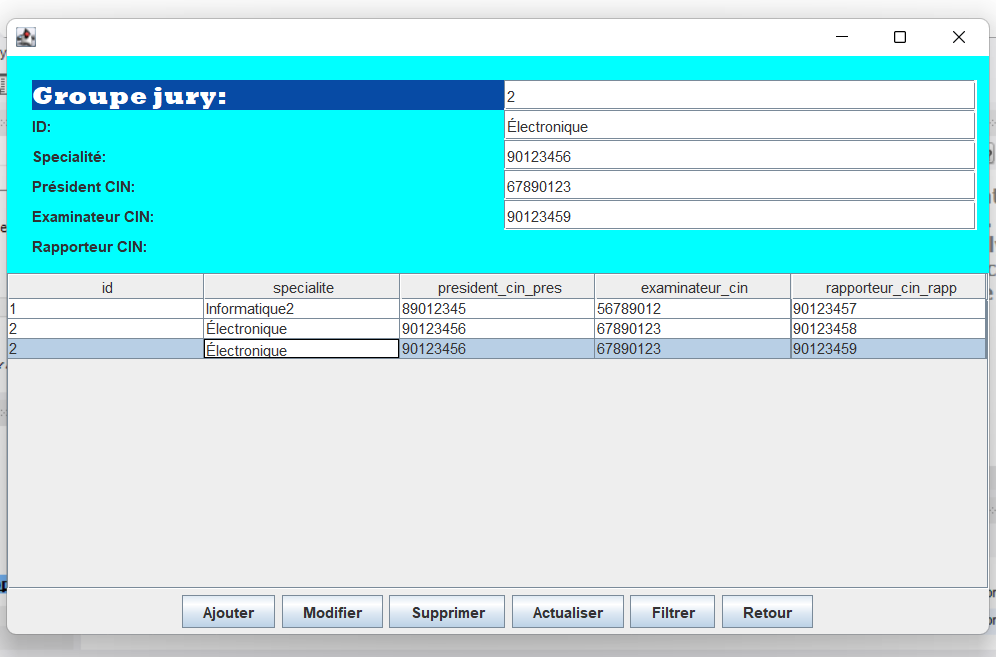 Groupe jury: 2
ID: Électronique
Specialité: 90123456
Président CIN: 67890123
Examinateur CIN: 90123459
Rapporteur CIN:
id specialite president_cin_pres examinateur_cin rapporteur_cin_rapp
1 Informatique2 89012345 56789012 90123457
2 Électronique 90123456 67890123 90123458
2 Électronique 90123456 67890123 90123459
Ajouter Modifier Supprimer Actualiser Filtrer Retour